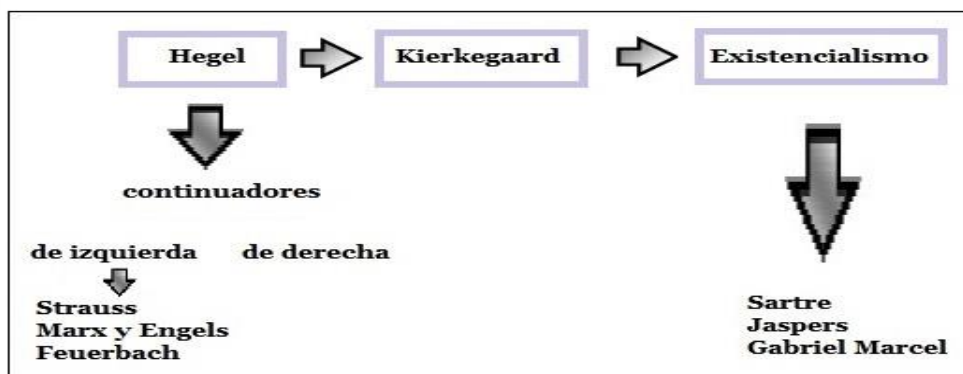 Hegel
Kierkegaard
Existencialismo
continuadores
de izquierda
de derecha
Strauss
Marx y Engels
Feuerbach
Sartre
Jaspers
Gabriel Marcel